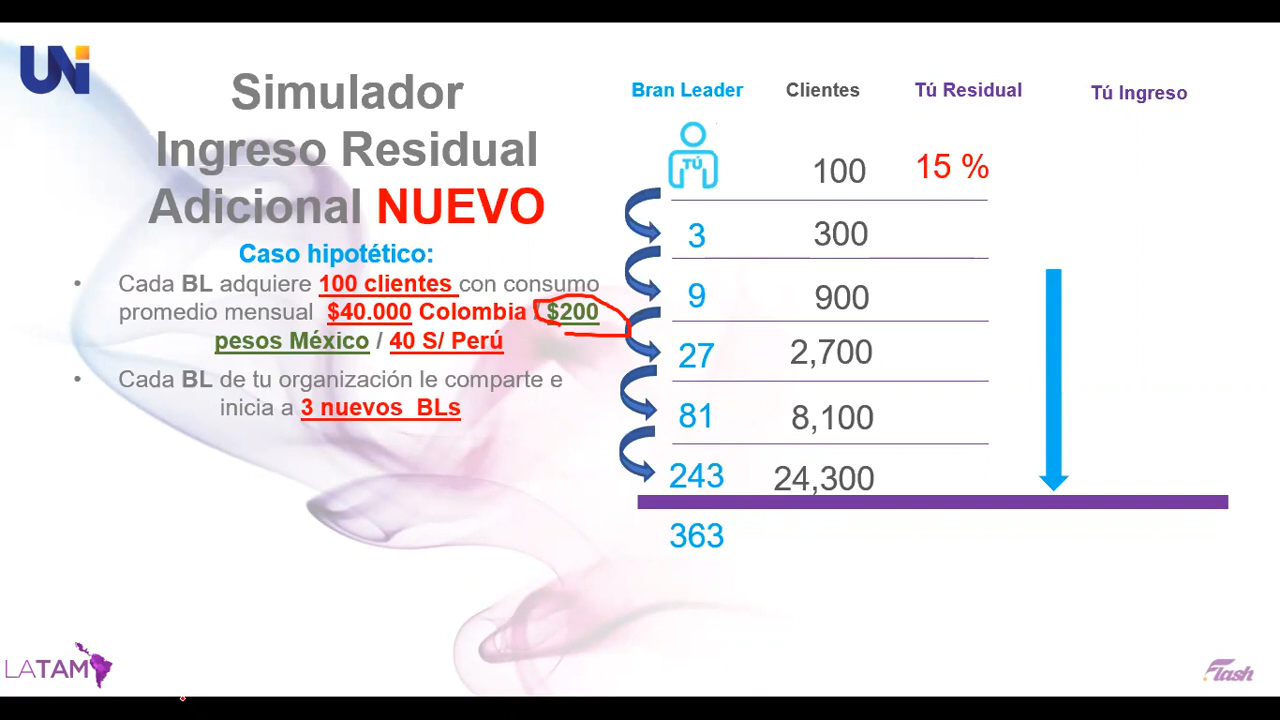 UNi
Simulador
Ingreso Residual
Adicional NUEVO
Caso hipotético:
• Cada BL adquiere 100 clientes con consumo
promedio mensual $40.000 Colombia / $200
pesos México / 40 S/ Perú
• Cada BL de tu organización le comparte e
inicia a 3 nuevos BLs
Bran Leader Clientes Tú Residual Tú Ingreso
TÚ 100 15 %
3 300
9 900
27 2,700
81 8,100
243 24,300
363
LATAM
Flash